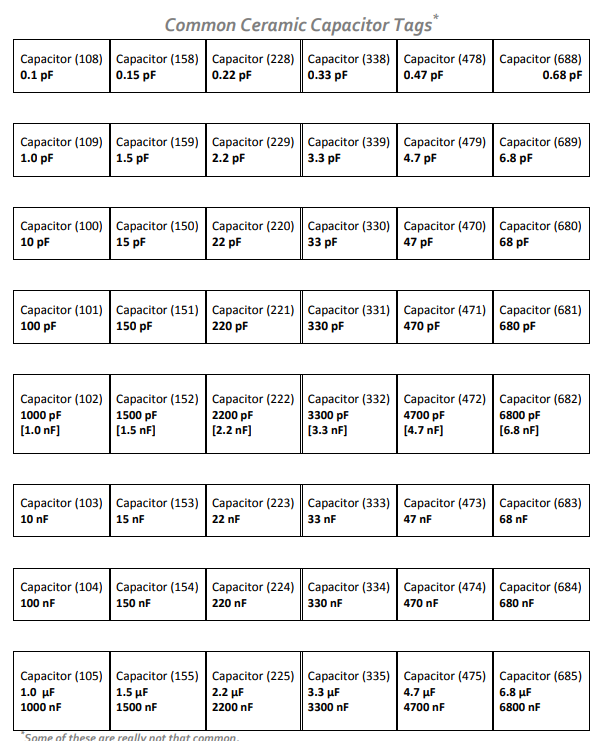 Common Ceramic Capacitor Tags*
Capacitor (108) Capacitor (158) Capacitor (228) Capacitor (338) Capacitor (478) Capacitor (688)
0.1 pF 0.15 pF 0.22 pF 0.33 pF 0.47 pF 0.68 pF
Capacitor (109) Capacitor (159) Capacitor (229) Capacitor (339) Capacitor (479) Capacitor (689)
1.0 pF 1.5 pF 2.2 pF 3.3 pF 4.7 pF 6.8 pF
Capacitor (100) Capacitor (150) Capacitor (220) Capacitor (330) Capacitor (470) Capacitor (680)
10 pF 15 pF 22 pF 33 pF 47 pF 68 pF
Capacitor (101) Capacitor (151) Capacitor (221) Capacitor (331) Capacitor (471) Capacitor (681)
100 pF 150 pF 220 pF 330 pF 470 pF 680 pF
Capacitor (102) Capacitor (152) Capacitor (222) Capacitor (332) Capacitor (472) Capacitor (682)
1000 pF 1500 pF 2200 pF 3300 pF 4700 pF 6800 pF
[1.0 nF] [1.5 nF] [2.2 nF] [3.3 nF] [4.7 nF] [6.8 nF]
Capacitor (103) Capacitor (153) Capacitor (223) Capacitor (333) Capacitor (473) Capacitor (683)
10 nF 15 nF 22 nF 33 nF 47 nF 68 nF
Capacitor (104) Capacitor (154) Capacitor (224) Capacitor (334) Capacitor (474) Capacitor (684)
100 nF 150 nF 220 nF 330 nF 470 nF 680 nF
Capacitor (105) Capacitor (155) Capacitor (225) Capacitor (335) Capacitor (475) Capacitor (685)
1.0 µF 1.5 µF 2.2 µF 3.3 µF 4.7 µF 6.8 µF
1000 nF 1500 nF 2200 nF 3300 nF 4700 nF 6800 nF
*Some of these are really not that common.